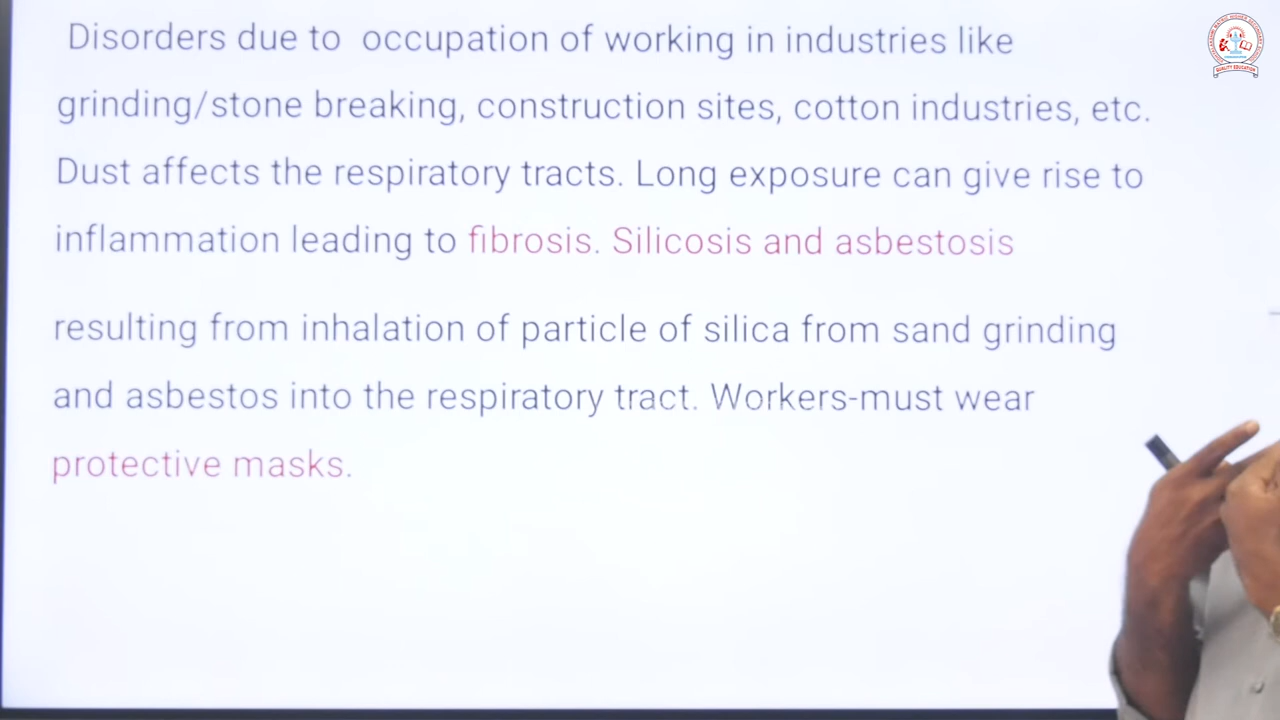 Disorders due to occupation of working in industries like
grinding/stone breaking, construction sites, cotton industries, etc.
Dust affects the respiratory tracts. Long exposure can give rise to
inflammation leading to fibrosis. Silicosis and asbestosis
resulting from inhalation of particle of silica from sand grinding
and asbestos into the respiratory tract. Workers-must wear
protective masks.
QUALITY EDUCATION